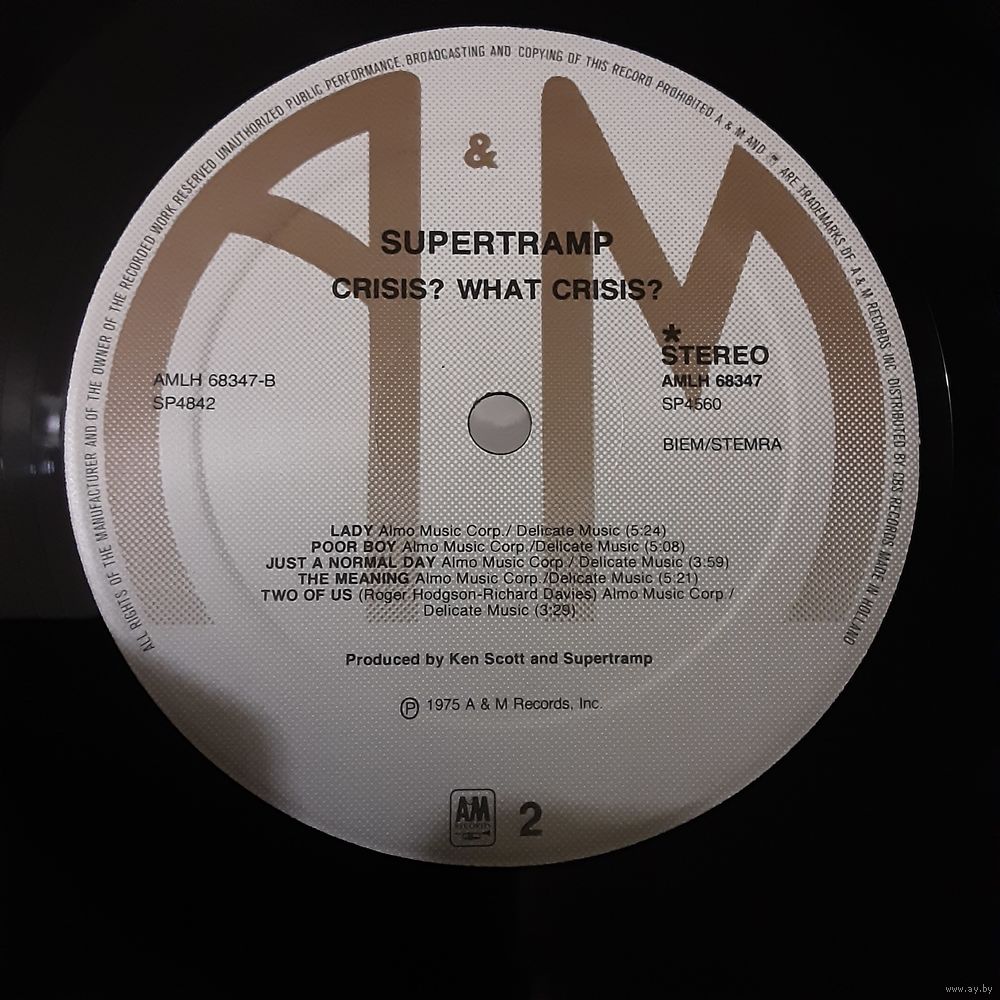 ALL RIGHTS OF THE MANUFACTURER AND OF THE OWNER OF THE RECORDED WORK RESERVED UNAUTHORIZED PUBLIC PERFORMANCE, BROADCASTING AND COPYING OF THIS RECORD PROHIBITED A & M AND ARE TRADEMARKS OF A & M RECORDS INC. DISTRIBUTED BY CBS RECORDS MADE IN HOLLAND
A & M
SUPERTRAMP
CRISIS? WHAT CRISIS?
*
STEREO
AMLH 68347-B
AMLH 68347
SP4842
SP4560
BIEM/STEMRA
LADY Almo Music Corp./ Delicate Music (5:24)
POOR BOY Almo Music Corp./Delicate Music (5:08)
JUST A NORMAL DAY Almo Music Corp / Delicate Music (3:59)
THE MEANING Almo Music Corp./Delicate Music (5.21)
TWO OF US (Roger Hodgson-Richard Davies) Almo Music Corp./
Delicate Music (3:29)
Produced by Ken Scott and Supertramp
Ⓟ 1975 A & M Records, Inc.
A&M
RECORDS
2
www.ay.by